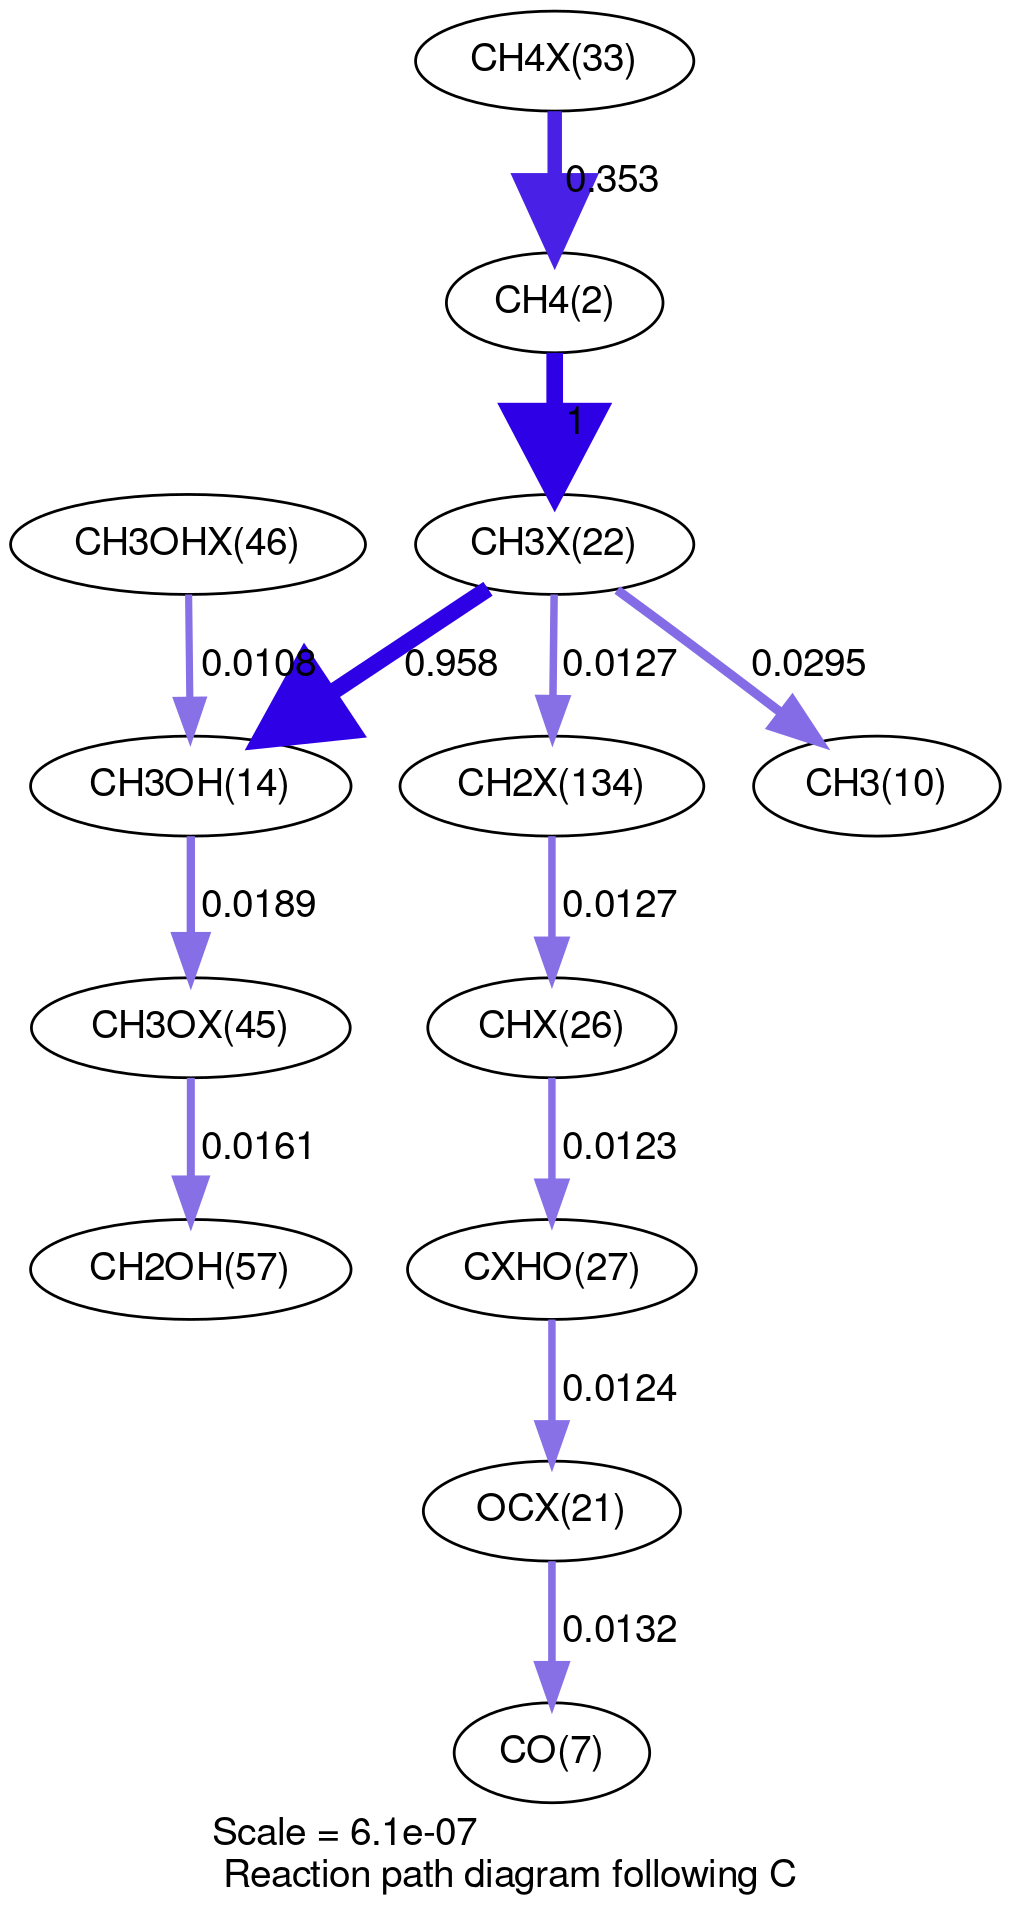 CH4X(33)
0.353
CH4(2)
1
CH3OHX(46)
CH3X(22)
0.0108
0.958
0.0127
0.0295
CH3OH(14)
CH2X(134)
CH3(10)
0.0189
0.0127
CH3OX(45)
CHX(26)
0.0161
0.0123
CH2OH(57)
CXHO(27)
0.0124
OCX(21)
0.0132
CO(7)
Scale = 6.1e-07
Reaction path diagram following C